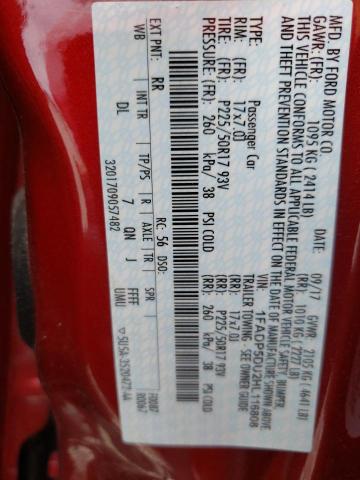 MFD. BY FORD MOTOR CO.
09/17 GVWR: 2105 KG ( 4641 LB)
GAWR: (FR): 1095 KG ( 2414 LB) (RR): 1010 KG ( 2227 LB)
THIS VEHICLE CONFORMS TO ALL APPLICABLE FEDERAL MOTOR VEHICLE SAFETY, BUMPER,
AND THEFT PREVENTION STANDARDS IN EFFECT ON THE DATE OF MANUFACTURE SHOWN ABOVE.
VIN: 1FADP5DU2HL116808
Passenger Car TRAILER TOWING - SEE OWNER GUIDE
RIM: (FR) 17x7.0J (RR): 17x7.0J
TIRE: (FR) P225/50R17 93V (RR): P225/50R17 93V
PRESSURE: (FR) 260 kPa/ 38 PSI COLD (RR): 260 kPa/ 38 PSI COLD
EXT PNT: RR RC: 56 DSO:
WB INT TR TP/PS R AXLE TR SPR
DL 7 QN J FFFF
3201709057482 UMU